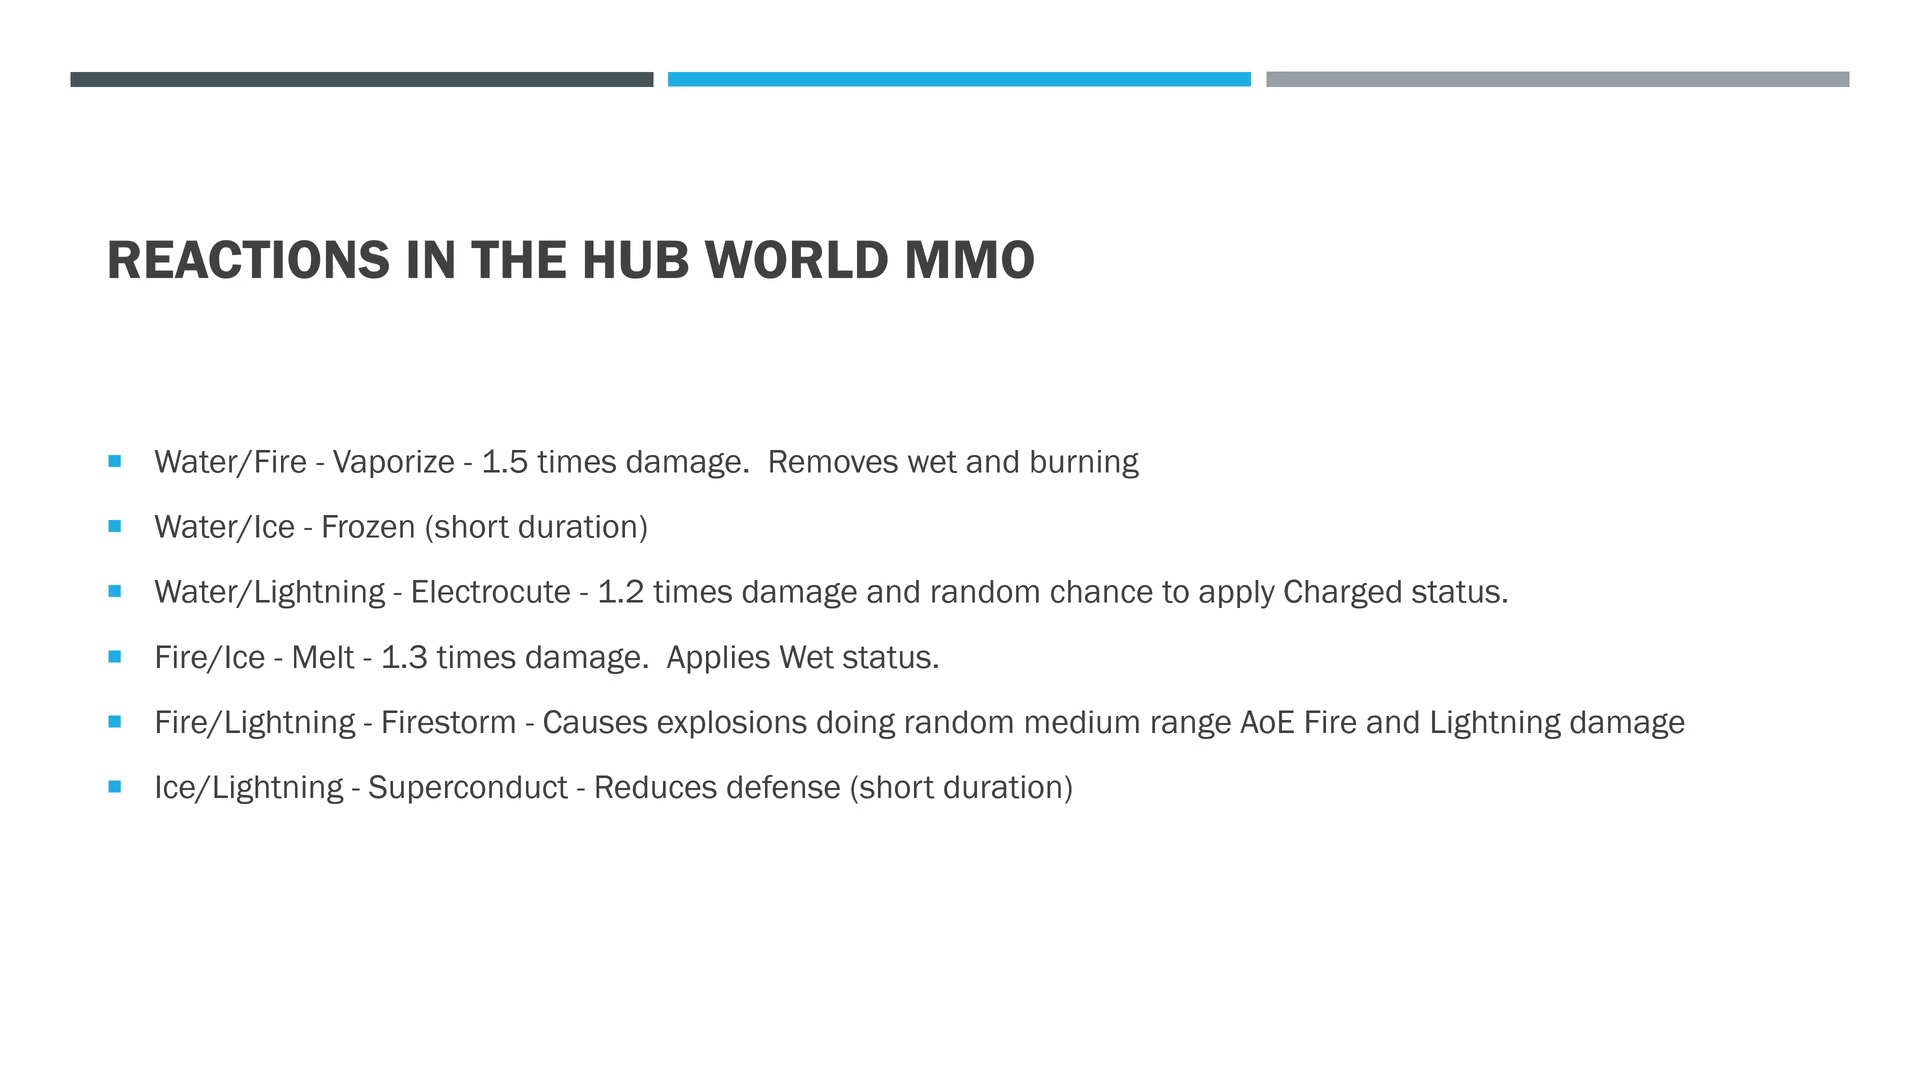 REACTIONS IN THE HUB WORLD MMO
Water/Fire - Vaporize - 1.5 times damage.  Removes wet and burning
Water/Ice - Frozen (short duration)
Water/Lightning - Electrocute - 1.2 times damage and random chance to apply Charged status.
Fire/Ice - Melt - 1.3 times damage.  Applies Wet status.
Fire/Lightning - Firestorm - Causes explosions doing random medium range AoE Fire and Lightning damage
Ice/Lightning - Superconduct - Reduces defense (short duration)